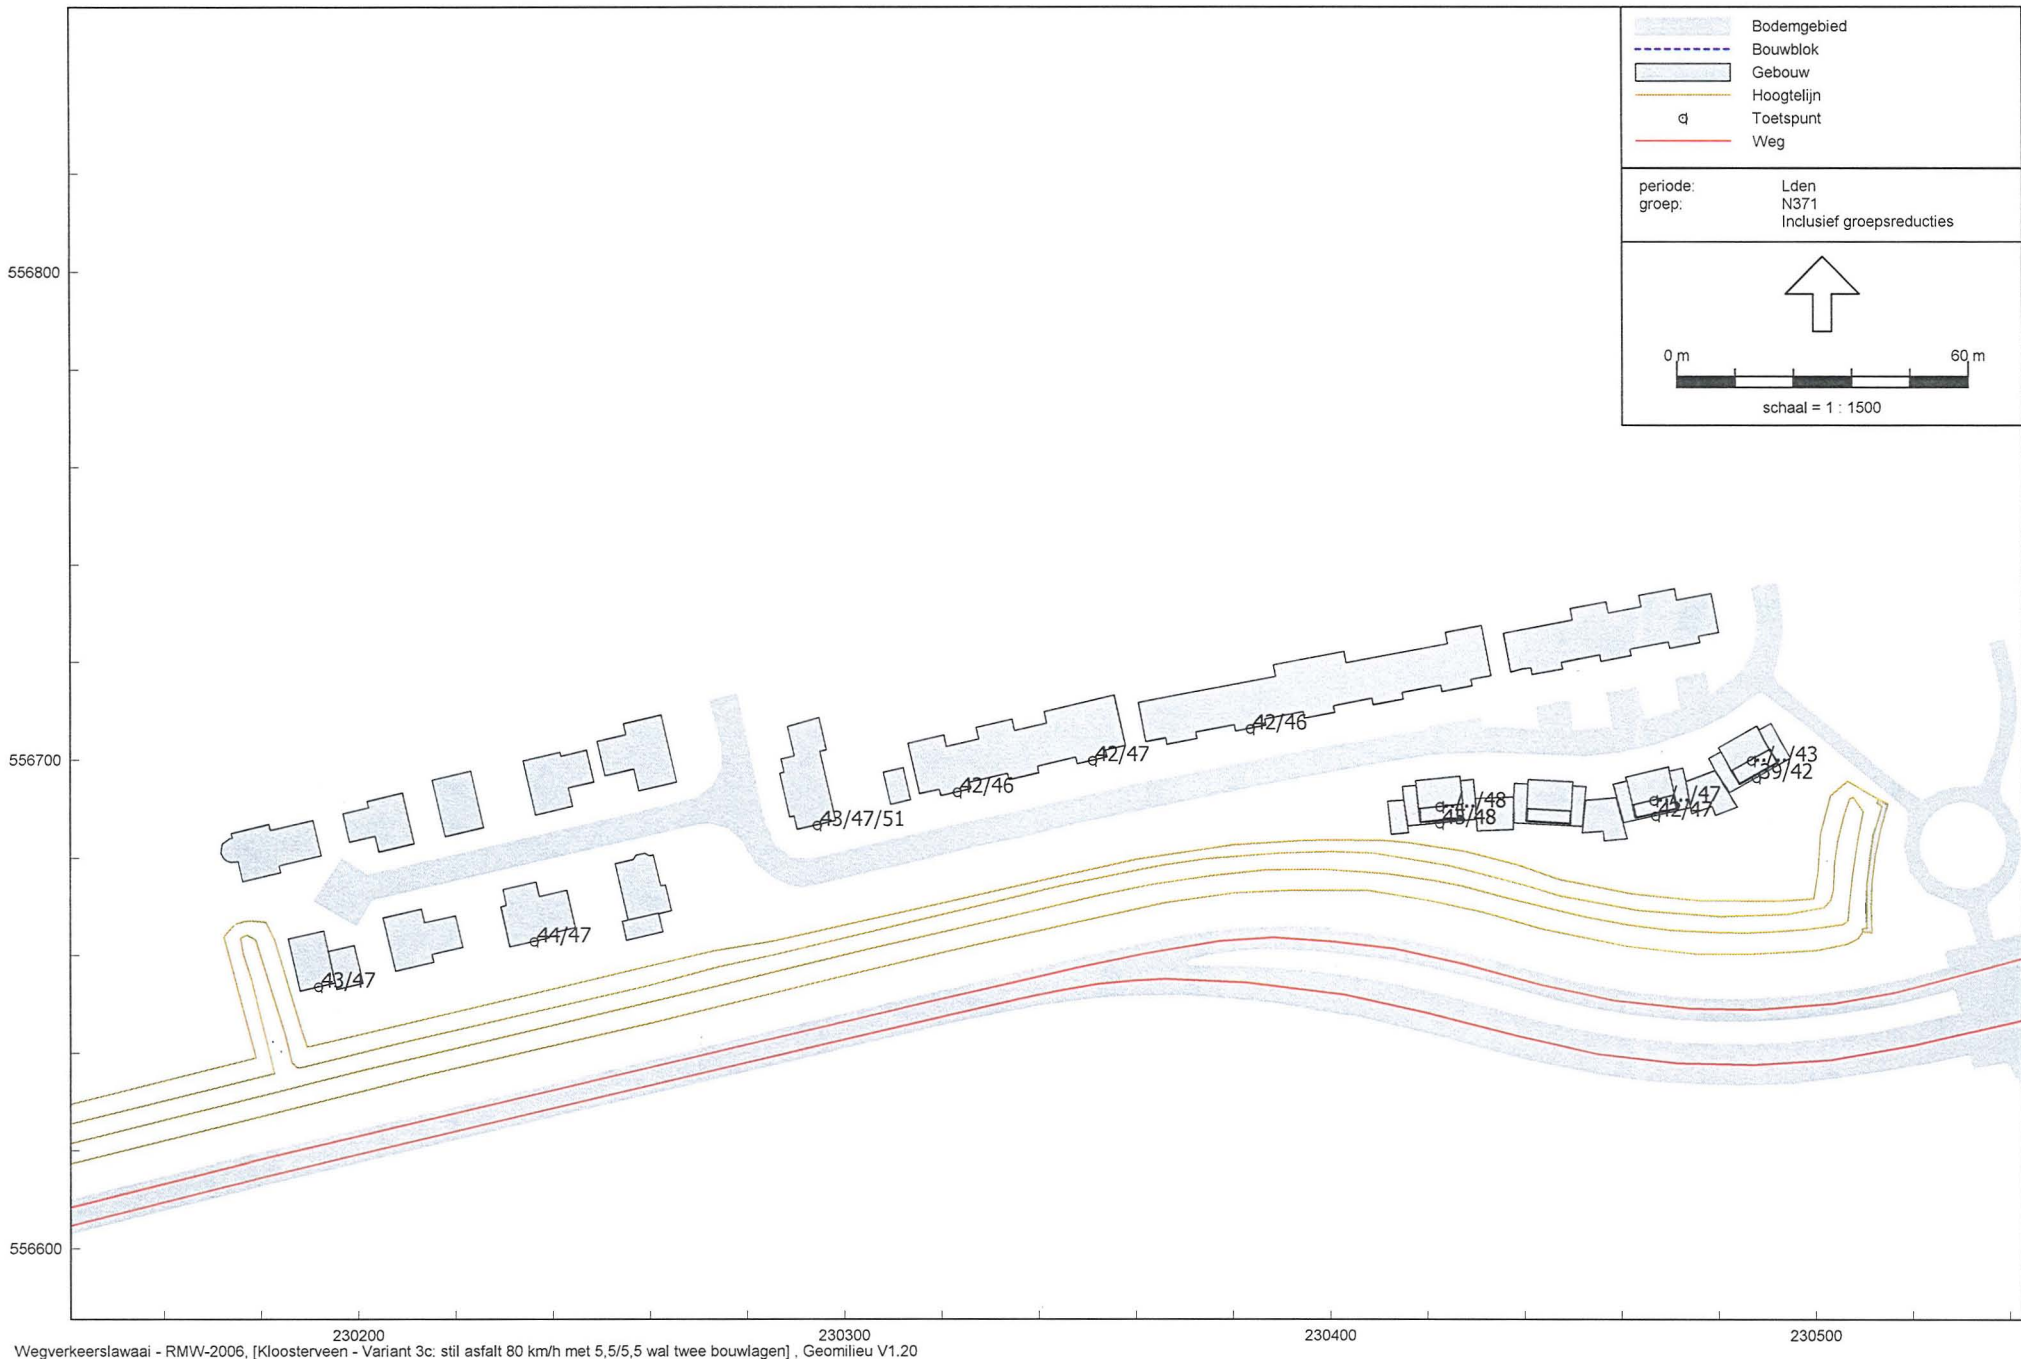 Bodemgebied
Bouwblok
Gebouw
Hoogtelijn
Toetspunt
Weg
periode: Lden
groep: N371
Inclusief groepsreducties
0 m 60 m
schaal = 1 : 1500
556800
556700
556600
42/46
42/47
42/46
43/47/51
44/47
43/47
../../48
45/48
../../47
42/47
../../43
39/42
230200 230300 230400 230500
Wegverkeerslawaai - RMW-2006, [Kloosterveen - Variant 3c: stil asfalt 80 km/h met 5,5/5,5 wal twee bouwlagen] , Geomilieu V1.20